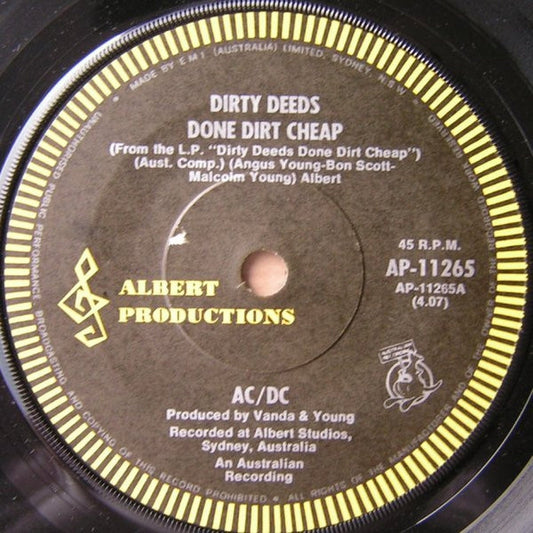 MADE BY EMI (AUSTRALIA) LIMITED, SYDNEY, N.S.W.
DIRTY DEEDS
DONE DIRT CHEAP
(From the L.P. "Dirty Deeds Done Dirt Cheap")
(Aust. Comp.) (Angus Young-Bon Scott-
Malcolm Young) Albert
45 R.P.M.
AP-11265
AP-11265A
(4.07)
ALBERT
PRODUCTIONS
AC/DC
Produced by Vanda & Young
Recorded at Albert Studios,
Sydney, Australia
An Australian
Recording
UNAUTHORISED PUBLIC PERFORMANCE, BROADCASTING AND COPYING OF THIS RECORD PROHIBITED • ALL RIGHTS OF THE MANUFACTURER